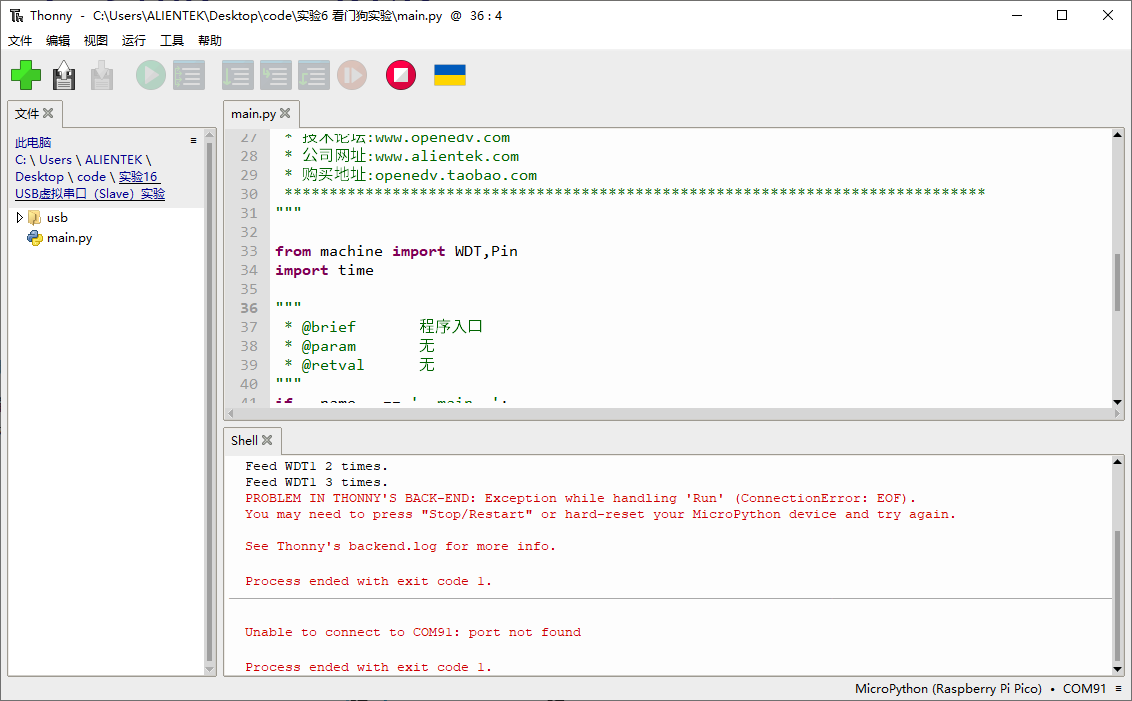 Thonny - C:\Users\ALIENTEK\Desktop\code\实验6 看门狗实验\main.py @ 36 : 4
文件 编辑 视图 运行 工具 帮助
文件
此电脑
C: \ Users \ ALIENTEK \
Desktop \ code \ 实验16
USB虚拟串口（Slave）实验
usb
main.py
main.py
27 * 技术论坛:www.openedv.com
28 * 公司网址:www.alientek.com
29 * 购买地址:openedv.taobao.com
30 ******************************************************************************
31 """
32
33 from machine import WDT,Pin
34 import time
35
36 """
37 * @brief 程序入口
38 * @param 无
39 * @retval 无
40 """
41 if __name__ == '__main__':
Shell
Feed WDT1 2 times.
Feed WDT1 3 times.
PROBLEM IN THONNY'S BACK-END: Exception while handling 'Run' (ConnectionError: EOF).
You may need to press "Stop/Restart" or hard-reset your MicroPython device and try again.
See Thonny's backend.log for more info.
Process ended with exit code 1.
Unable to connect to COM91: port not found
Process ended with exit code 1.
MicroPython (Raspberry Pi Pico) • COM91 ≡